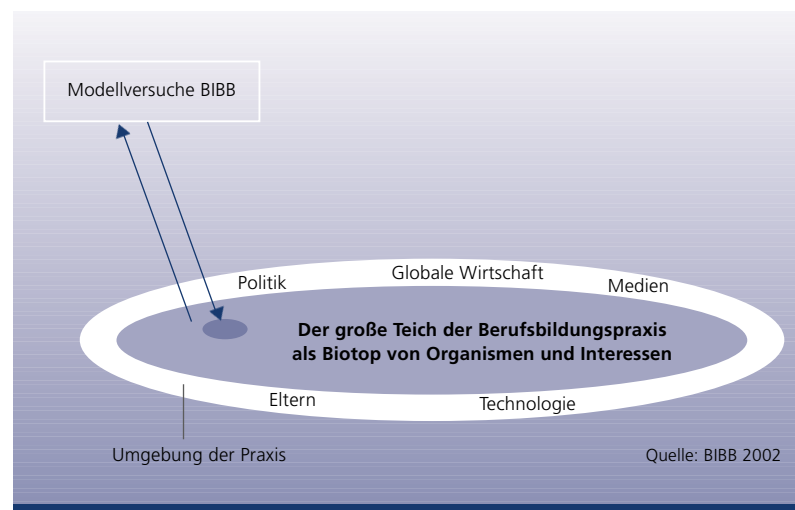 Modellversuche BIBB
Politik
Globale Wirtschaft
Medien
Der große Teich der Berufsbildungspraxis
als Biotop von Organismen und Interessen
Eltern
Technologie
Umgebung der Praxis
Quelle: BIBB 2002